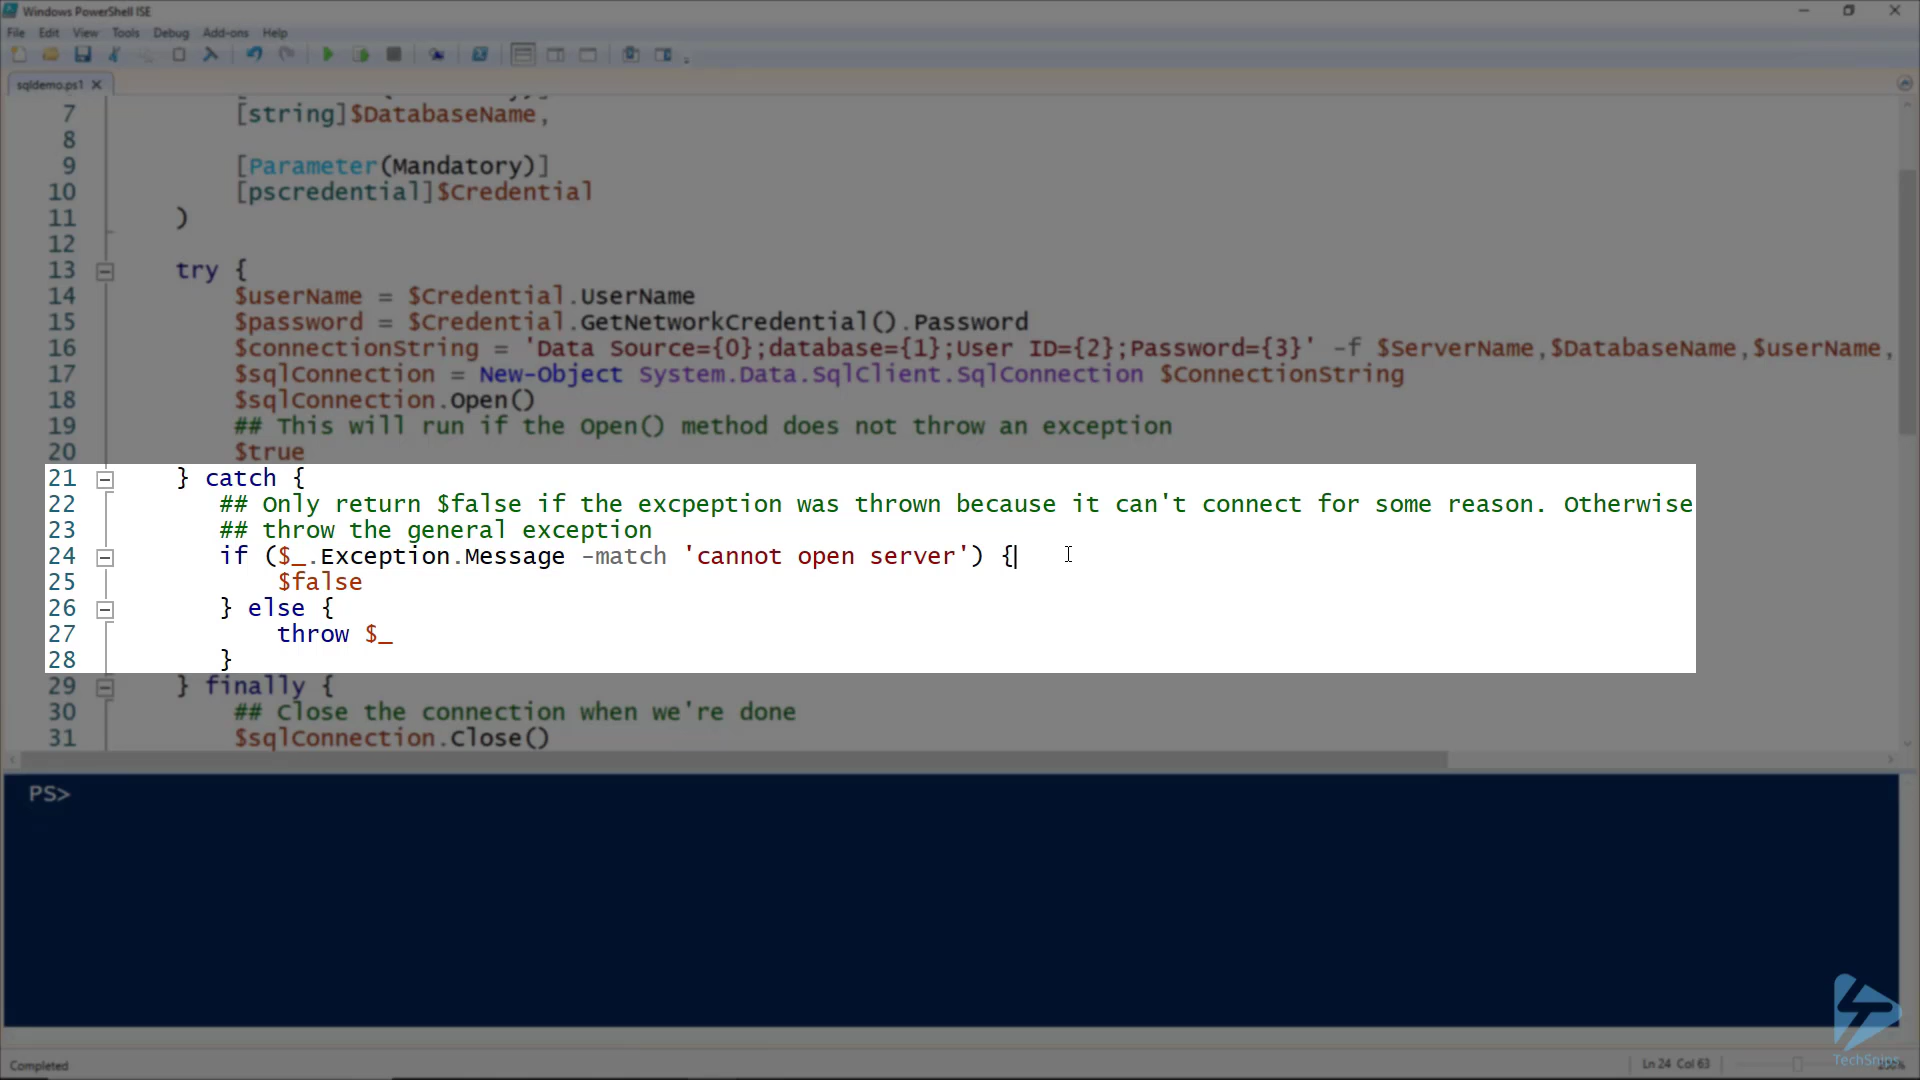 Windows PowerShell ISE
File Edit View Tools Debug Add-ons Help
sqldemo.ps1
7 [string]$DatabaseName,
8
9 [Parameter(Mandatory)]
10 [pscredential]$Credential
11 )
12
13 try {
14 $userName = $Credential.UserName
15 $password = $Credential.GetNetworkCredential().Password
16 $connectionString = 'Data Source={0};database={1};User ID={2};Password={3}' -f $ServerName,$DatabaseName,$userName,
17 $sqlConnection = New-Object System.Data.SqlClient.SqlConnection $ConnectionString
18 $sqlConnection.Open()
19 ## This will run if the Open() method does not throw an exception
20 $true
21 } catch {
22 ## Only return $false if the excpeption was thrown because it can't connect for some reason. Otherwise
23 ## throw the general exception
24 if ($_.Exception.Message -match 'cannot open server') {
25 $false
26 } else {
27 throw $_
28 }
29 } finally {
30 ## Close the connection when we're done
31 $sqlConnection.Close()
PS>
Completed
Ln 24 Col 63
TechSnips